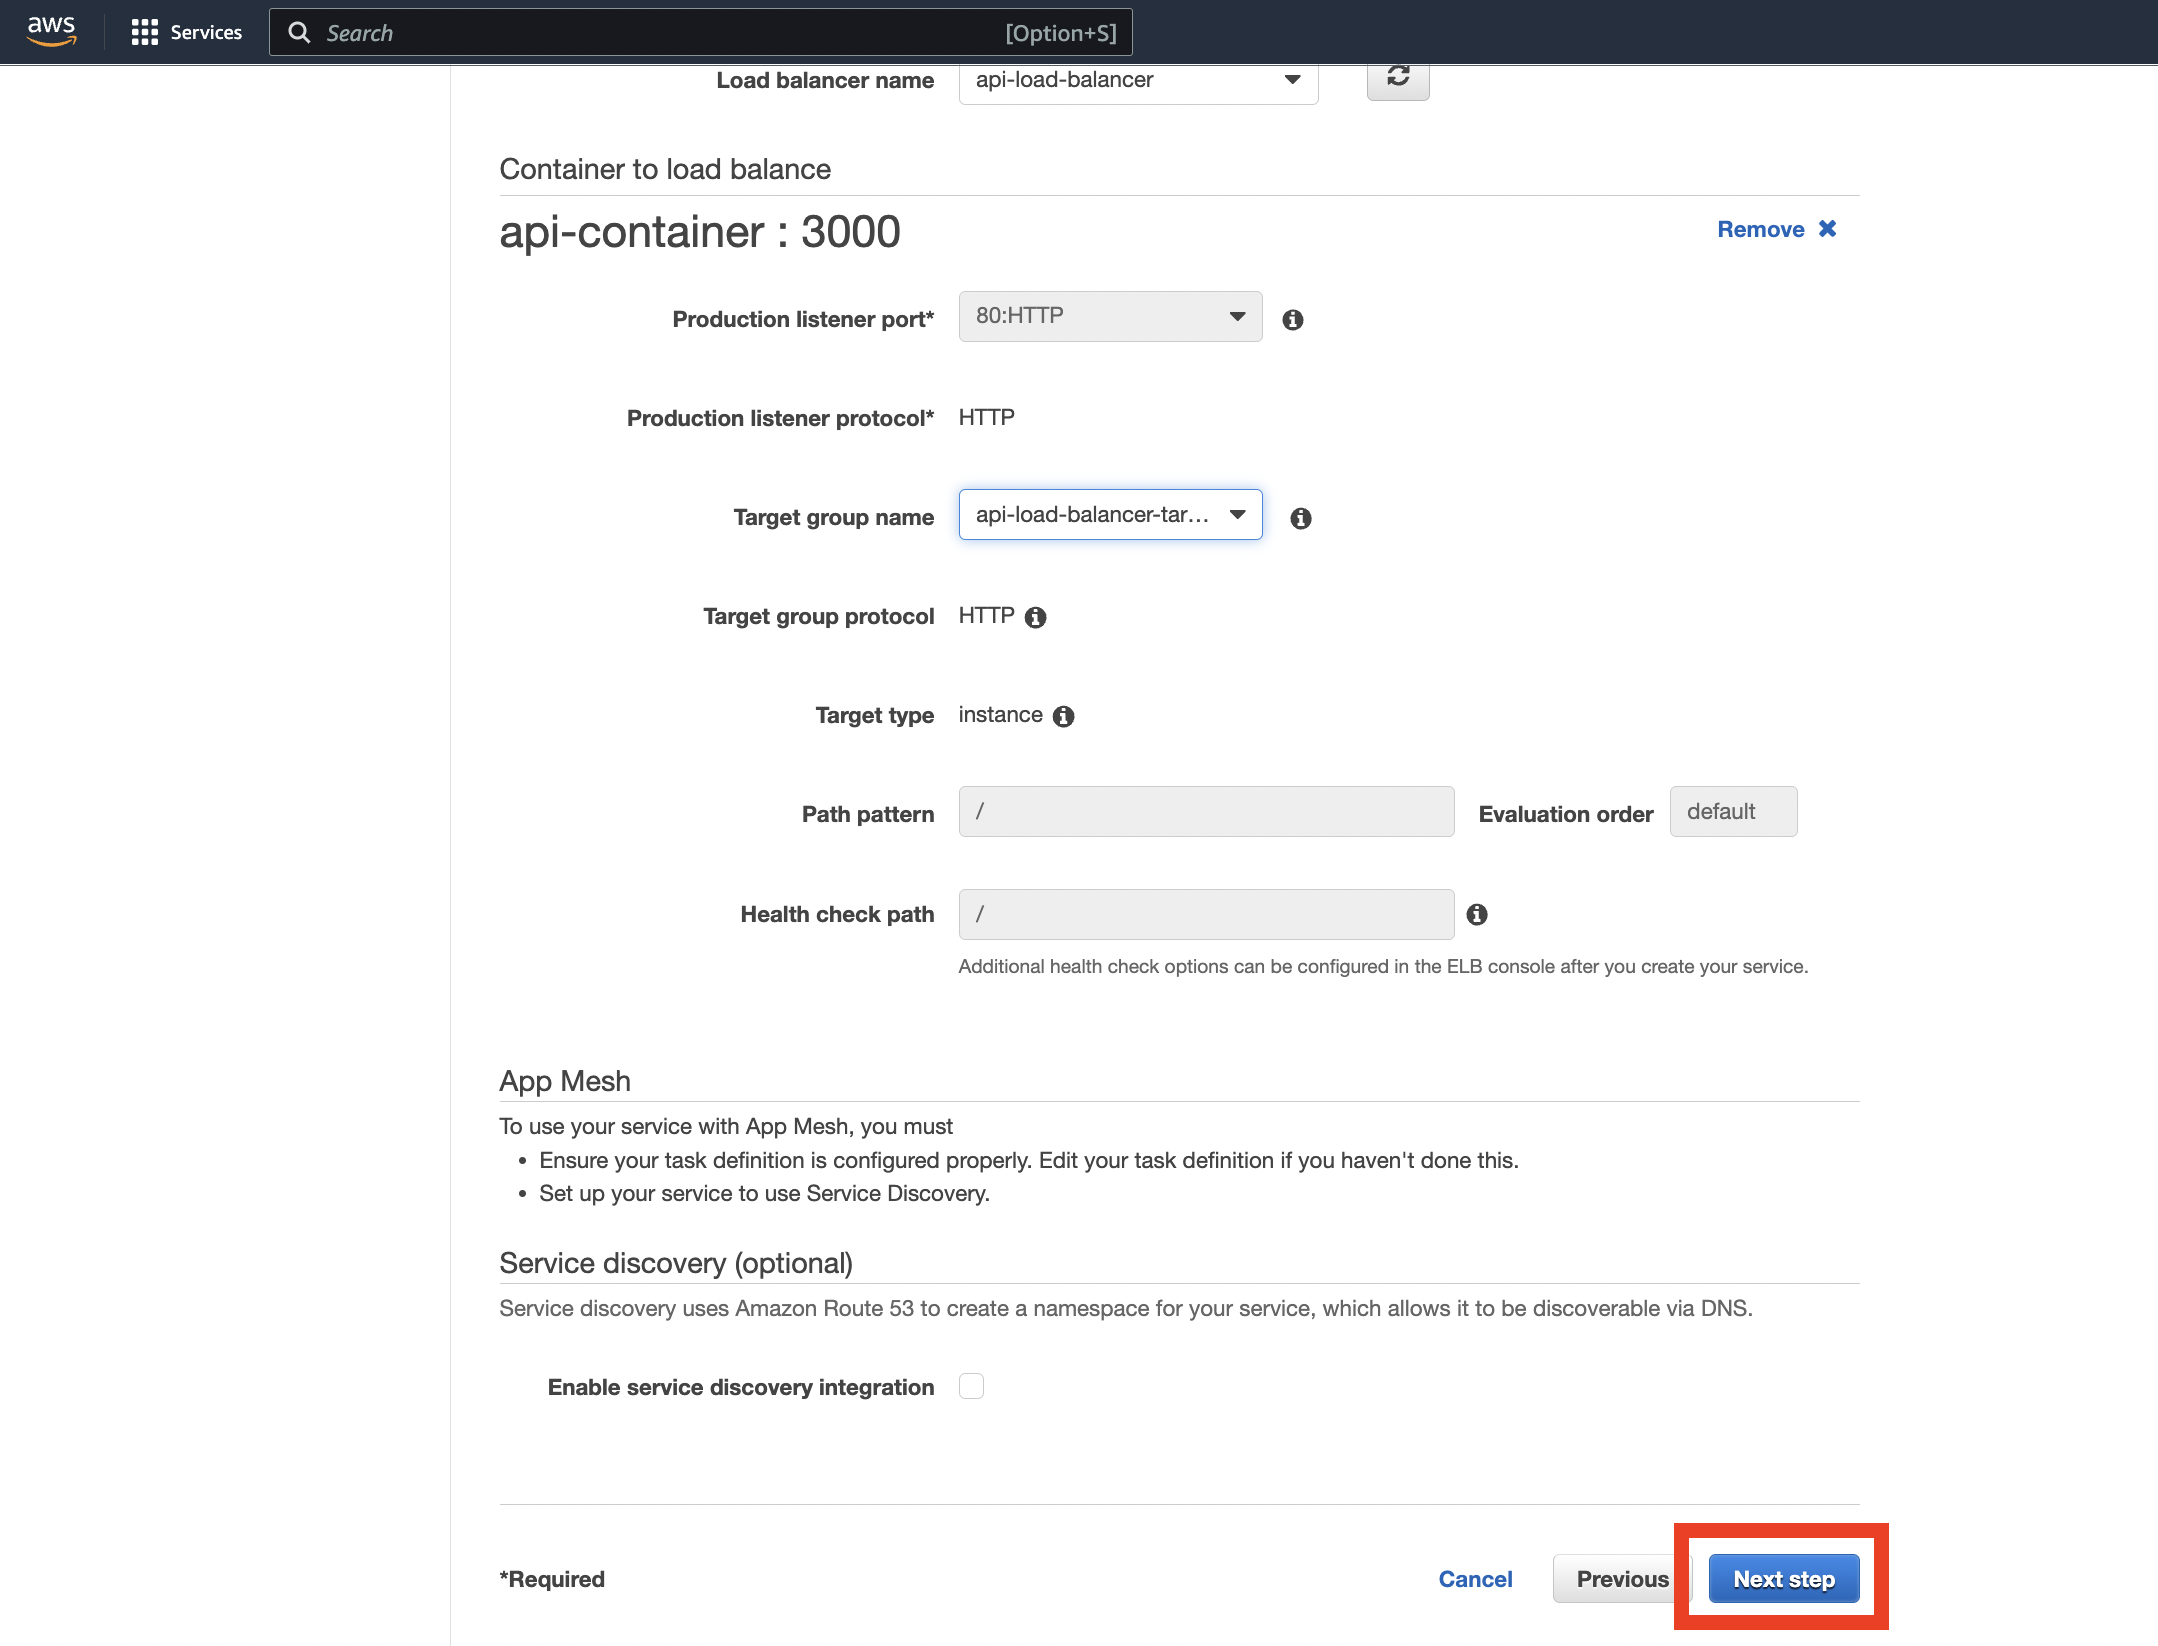 aws Services Search [Option+S]
Load balancer name api-load-balancer
Container to load balance
api-container : 3000 Remove
Production listener port* 80:HTTP
Production listener protocol* HTTP
Target group name api-load-balancer-tar...
Target group protocol HTTP
Target type instance
Path pattern / Evaluation order default
Health check path /
Additional health check options can be configured in the ELB console after you create your service.
App Mesh
To use your service with App Mesh, you must
• Ensure your task definition is configured properly. Edit your task definition if you haven't done this.
• Set up your service to use Service Discovery.
Service discovery (optional)
Service discovery uses Amazon Route 53 to create a namespace for your service, which allows it to be discoverable via DNS.
Enable service discovery integration
*Required Cancel Previous Next step